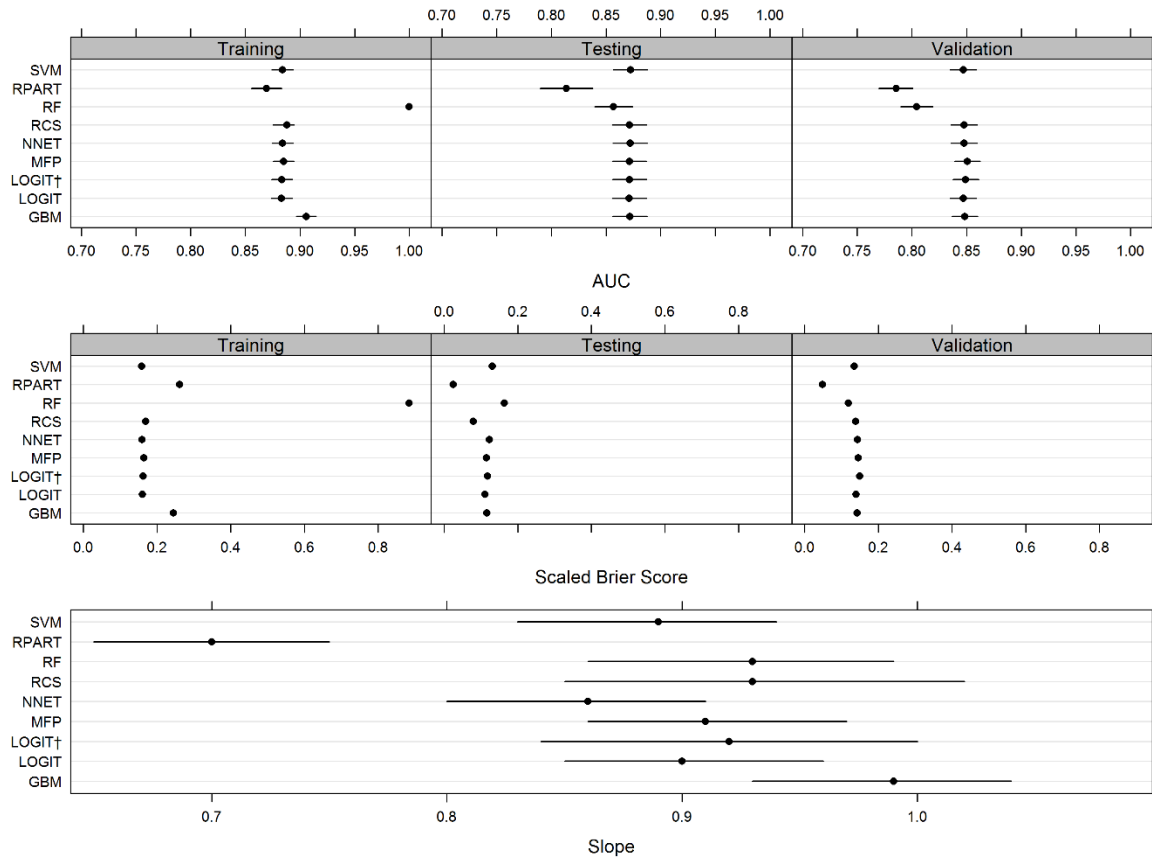 0.70 0.75 0.80 0.85 0.90 0.95 1.00
Training Testing Validation
SVM
RPART
RF
RCS
NNET
MFP
LOGIT†
LOGIT
GBM
0.70 0.75 0.80 0.85 0.90 0.95 1.00 0.70 0.75 0.80 0.85 0.90 0.95 1.00
AUC
0.0 0.2 0.4 0.6 0.8
Training Testing Validation
SVM
RPART
RF
RCS
NNET
MFP
LOGIT†
LOGIT
GBM
0.0 0.2 0.4 0.6 0.8 0.0 0.2 0.4 0.6 0.8
Scaled Brier Score
SVM
RPART
RF
RCS
NNET
MFP
LOGIT†
LOGIT
GBM
0.7 0.8 0.9 1.0
Slope